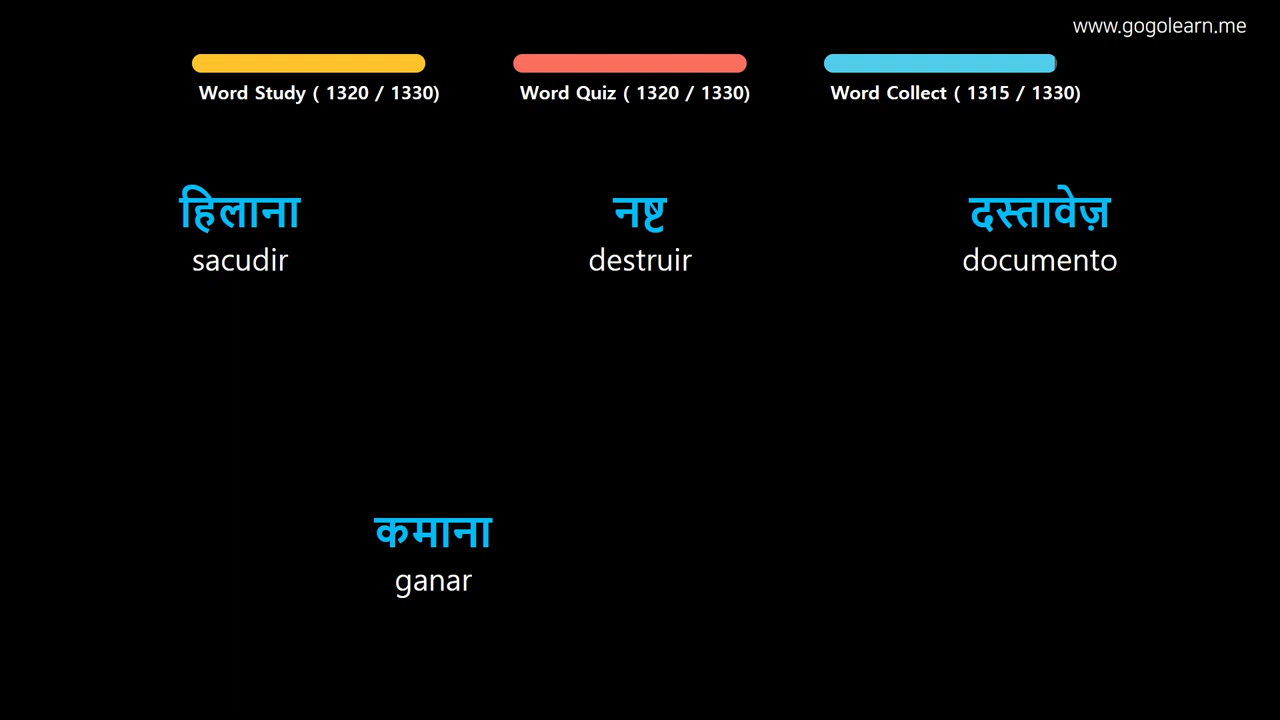 www.gogolearn.me
Word Study ( 1320 / 1330)
Word Quiz ( 1320 / 1330)
Word Collect ( 1315 / 1330)
हिलाना
sacudir
नष्ट
destruir
दस्तावेज़
documento
कमाना
ganar